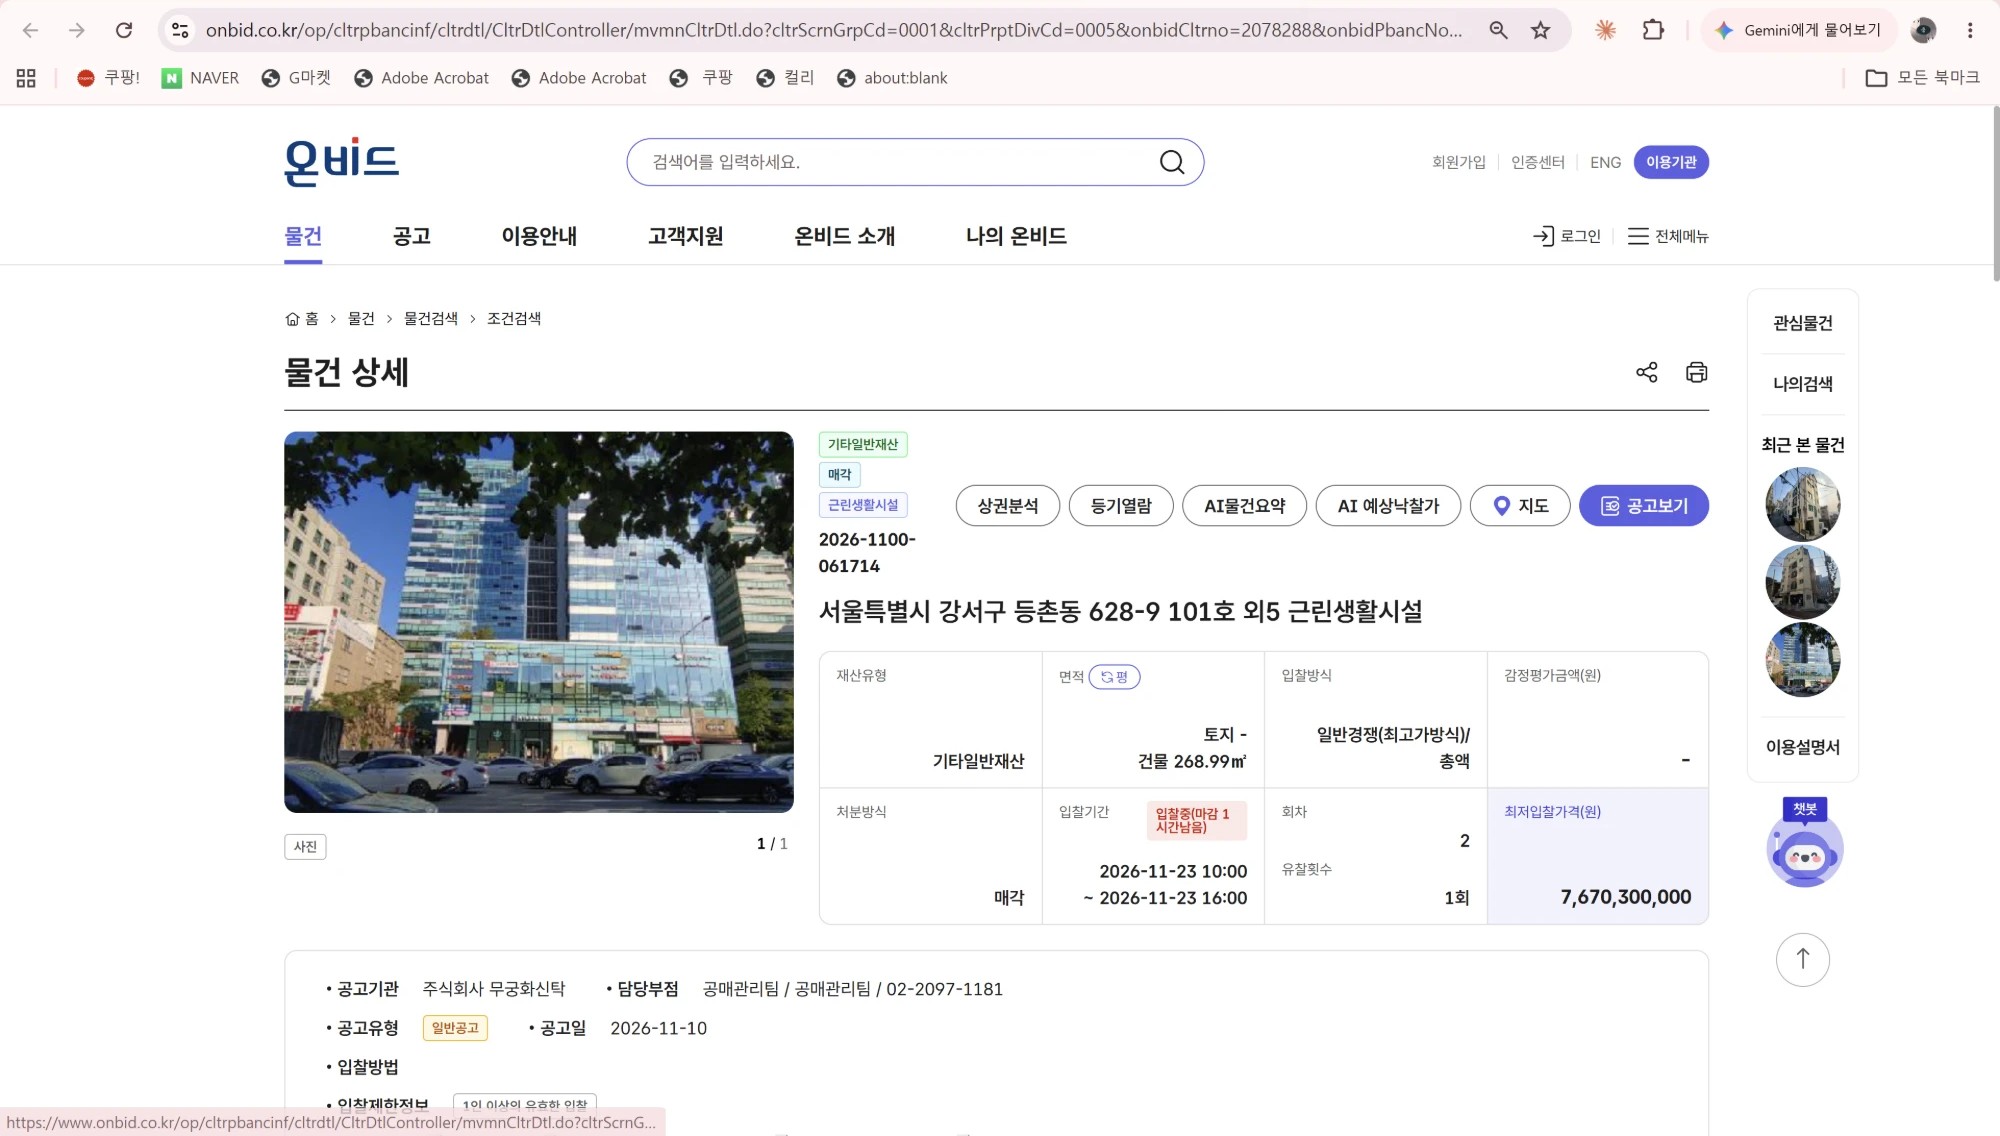 onbid.co.kr/op/cltrpbancinf/cltrdtl/CltrDtlController/mvmnCltrDtl.do?cltrScrnGrpCd=0001&cltrPrptDivCd=0005&onbidCltrno=2078288&onbidPbancNo...
Gemini에게 물어보기
쿠팡! NAVER G마켓 Adobe Acrobat Adobe Acrobat 쿠팡 컬리 about:blank 모든 북마크
온비드
검색어를 입력하세요.
회원가입 인증센터 ENG 이용기관
물건 공고 이용안내 고객지원 온비드 소개 나의 온비드 로그인 전체메뉴
홈 > 물건 > 물건검색 > 조건검색
물건 상세
기타일반재산
매각
근린생활시설
2026-1100-
061714
상권분석 등기열람 AI물건요약 AI 예상낙찰가 지도 공고보기
서울특별시 강서구 등촌동 628-9 101호 외5 근린생활시설
재산유형
기타일반재산
면적 평
토지 -
건물 268.99㎡
입찰방식
일반경쟁(최고가방식)/
총액
감정평가금액(원)
-
처분방식
매각
입찰기간
입찰중(마감 1
시간남음)
2026-11-23 10:00
~ 2026-11-23 16:00
회차
2
유찰횟수
1회
최저입찰가격(원)
7,670,300,000
사진
1 / 1
• 공고기관 주식회사 무궁화신탁 • 담당부점 공매관리팀 / 공매관리팀 / 02-2097-1181
• 공고유형 일반공고 • 공고일 2026-11-10
• 입찰방법
• 입찰제한정보 1인 이상의 유효한 입찰
관심물건
나의검색
최근 본 물건
이용설명서
챗봇
https://www.onbid.co.kr/op/cltrpbancinf/cltrdtl/CltrDtlController/mvmnCltrDtl.do?cltrScrnG...